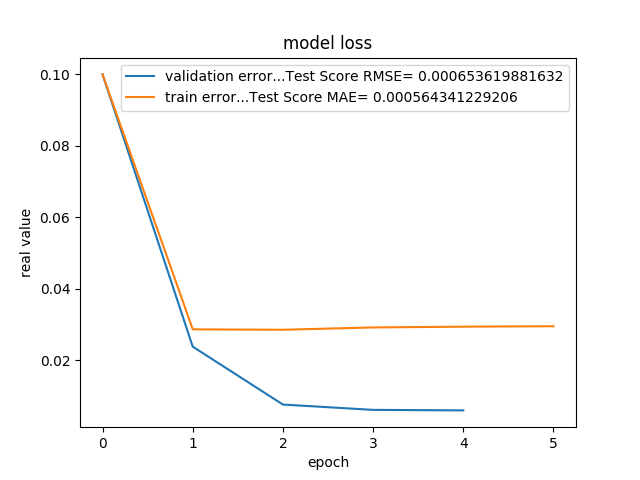 model loss
validation error...Test Score RMSE= 0.000653619881632
train error...Test Score MAE= 0.000564341229206
0.10
0.08
0.06
0.04
0.02
real value
0 1 2 3 4 5
epoch